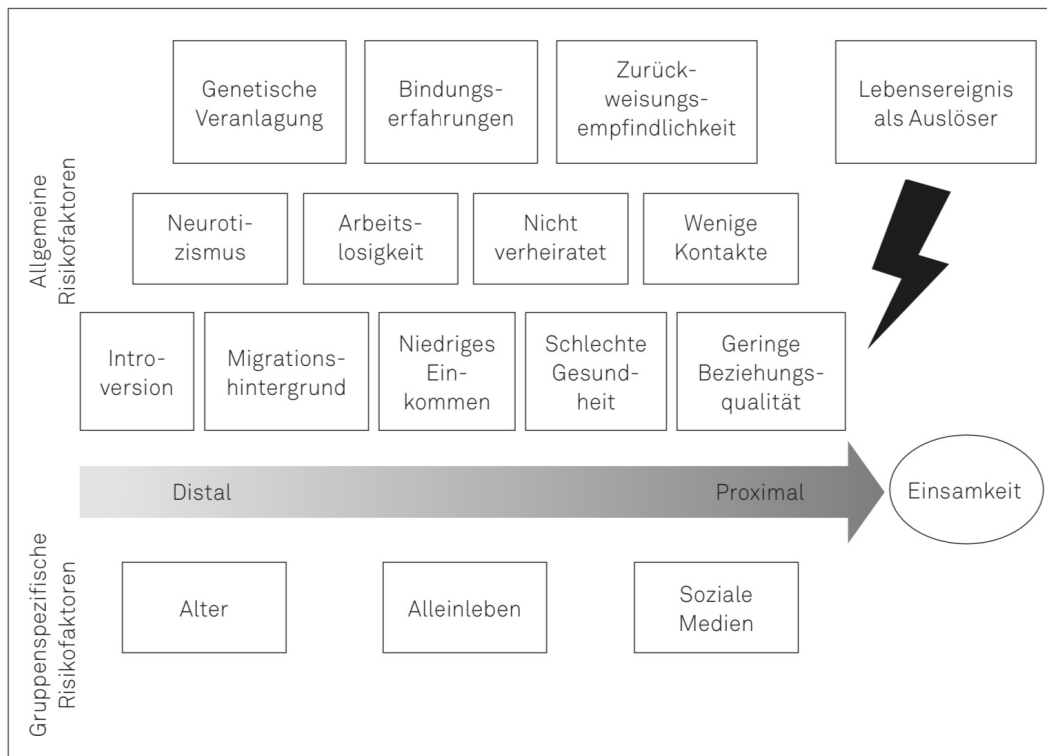 Allgemeine
Risikofaktoren
Genetische
Veranlagung
Bindungs-
erfahrungen
Zurück-
weisungs-
empfindlichkeit
Lebensereignis
als Auslöser
Neuroti-
zismus
Arbeits-
losigkeit
Nicht
verheiratet
Wenige
Kontakte
Intro-
version
Migrations-
hintergrund
Niedriges
Ein-
kommen
Schlechte
Gesund-
heit
Geringe
Beziehungs-
qualität
Distal
Proximal
Einsamkeit
Gruppenspezifische
Risikofaktoren
Alter
Alleinleben
Soziale
Medien